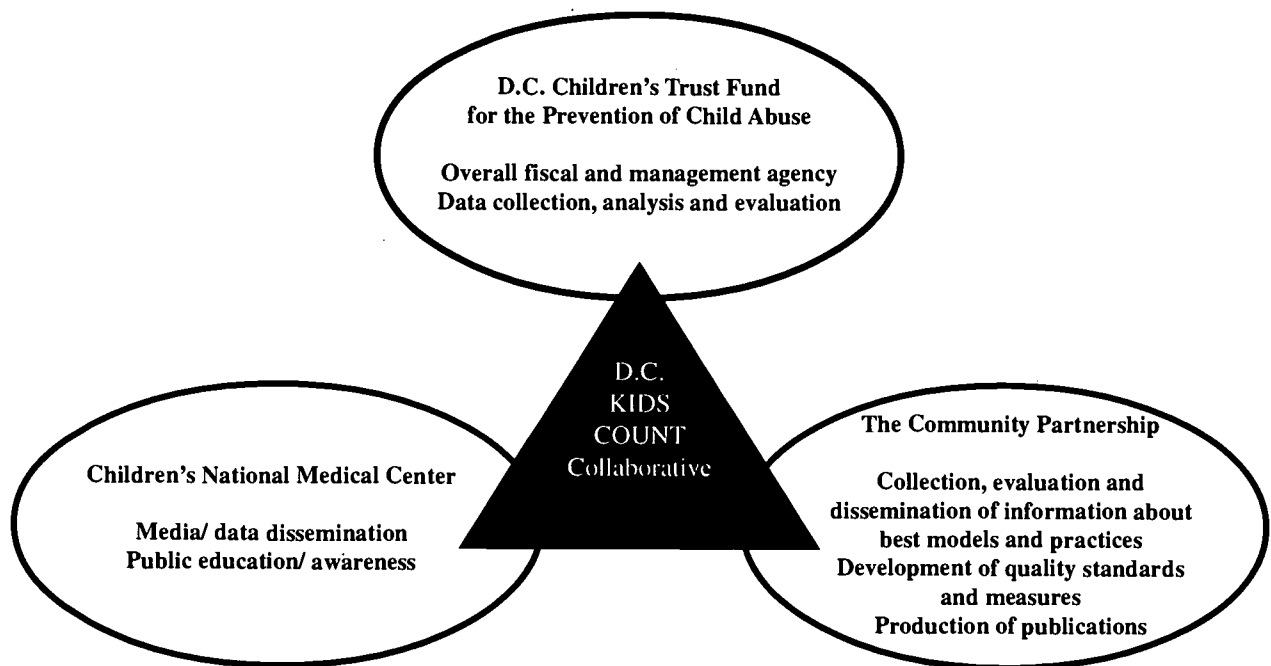 D.C. Children's Trust Fund
for the Prevention of Child Abuse
Overall fiscal and management agency
Data collection, analysis and evaluation
D.C.
KIDS
COUNT
Collaborative
Children's National Medical Center
Media/ data dissemination
Public education/ awareness
The Community Partnership
Collection, evaluation and
dissemination of information about
best models and practices
Development of quality standards
and measures
Production of publications